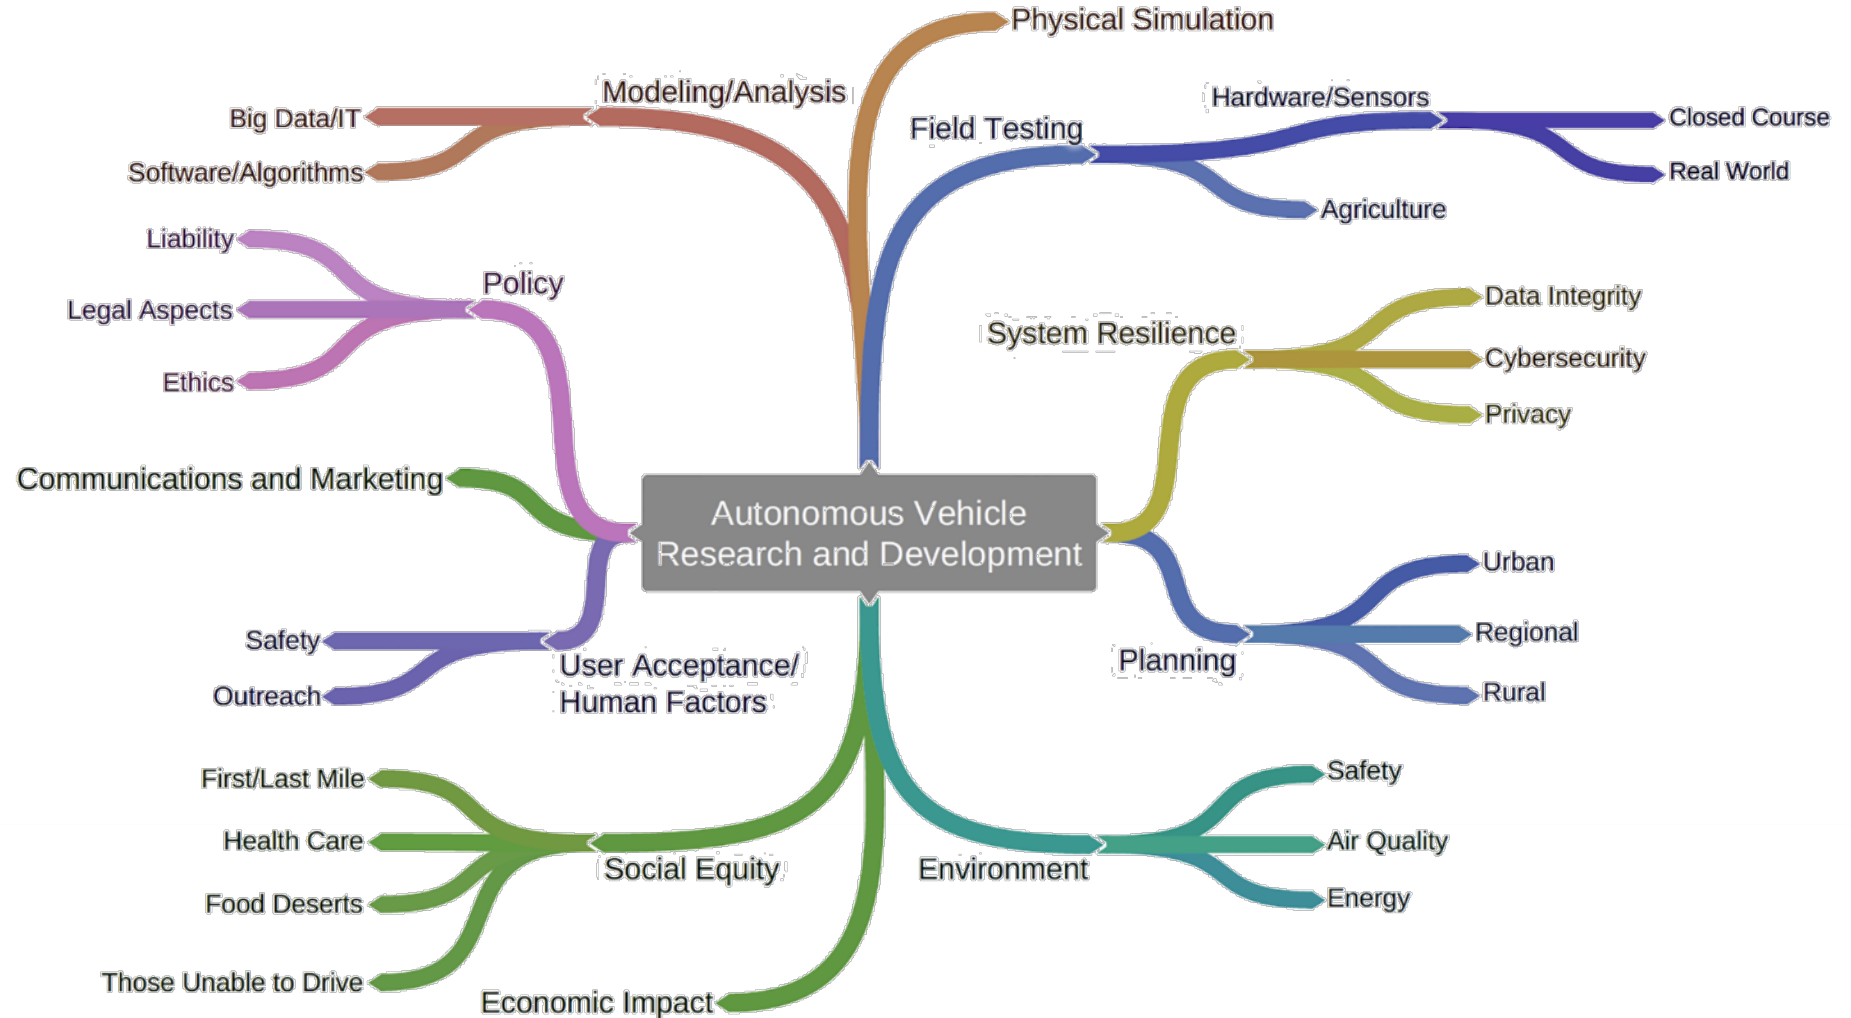 Physical Simulation
Modeling/Analysis
Big Data/IT
Software/Algorithms
Field Testing
Hardware/Sensors
Closed Course
Real World
Agriculture
Liability
Policy
Legal Aspects
Ethics
System Resilience
Data Integrity
Cybersecurity
Privacy
Communications and Marketing
Autonomous Vehicle
Research and Development
Urban
Regional
Planning
Rural
Safety
Outreach
User Acceptance/
Human Factors
First/Last Mile
Health Care
Social Equity
Food Deserts
Those Unable to Drive
Economic Impact
Environment
Safety
Air Quality
Energy